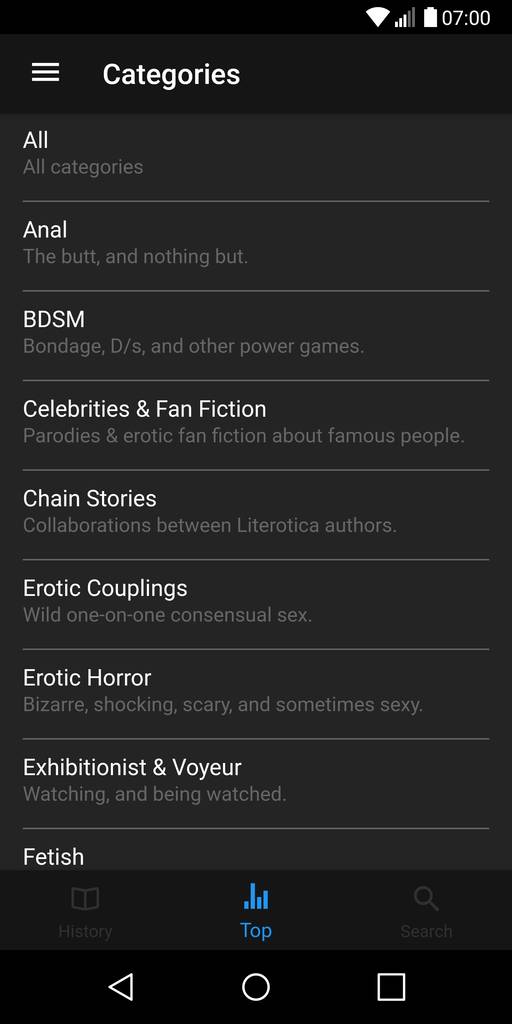 07:00
Categories
All
All categories
Anal
The butt, and nothing but.
BDSM
Bondage, D/s, and other power games.
Celebrities & Fan Fiction
Parodies & erotic fan fiction about famous people.
Chain Stories
Collaborations between Literotica authors.
Erotic Couplings
Wild one-on-one consensual sex.
Erotic Horror
Bizarre, shocking, scary, and sometimes sexy.
Exhibitionist & Voyeur
Watching, and being watched.
Fetish
History
Top
Search